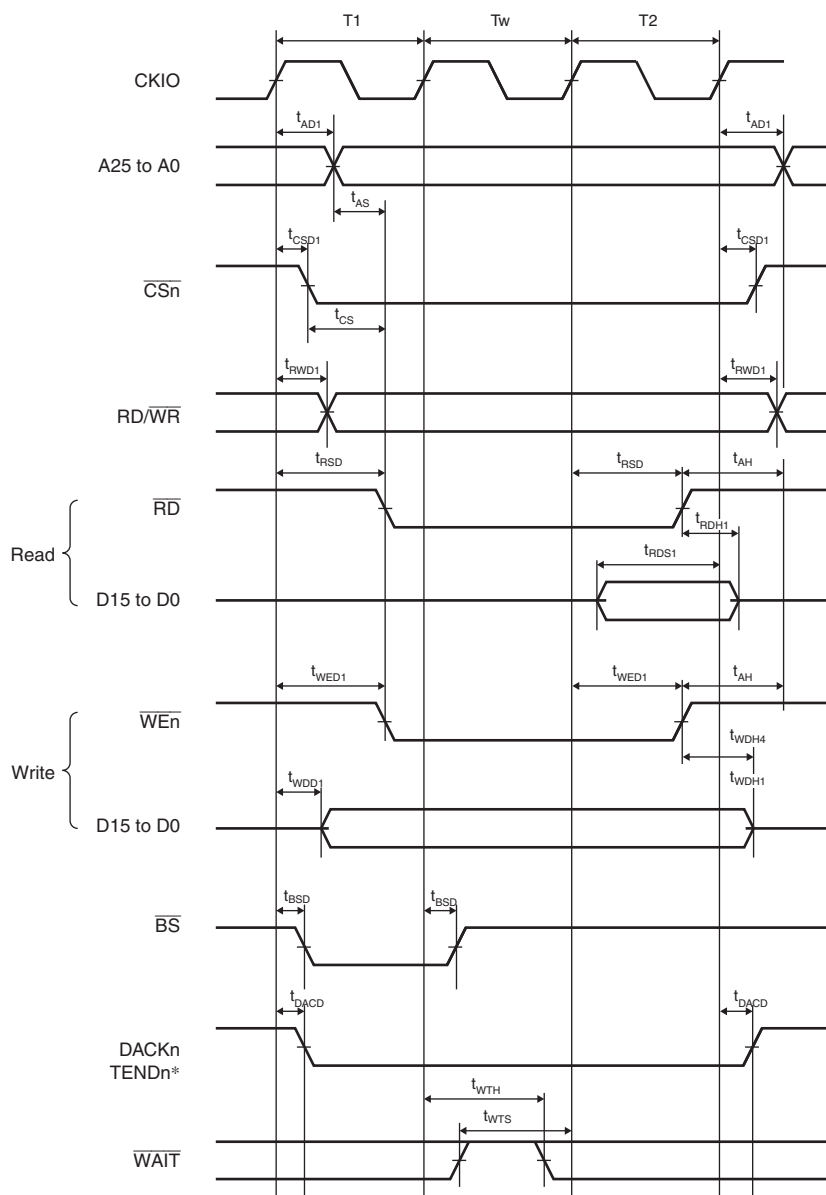 T1 Tw T2
CKIO
tAD1 tAD1
A25 to A0
tAS
tCSD1 tCSD1
CSn
tCS
tRWD1 tRWD1
RD/WR
tRSD tRSD tAH
RD
tRDH1
Read
tRDS1
D15 to D0
tWED1 tWED1 tAH
WEn
tWDH4
Write
tWDD1 tWDH1
D15 to D0
tBSD tBSD
BS
tDACD tDACD
DACKn
TENDn*
tWTH
tWTS
WAIT